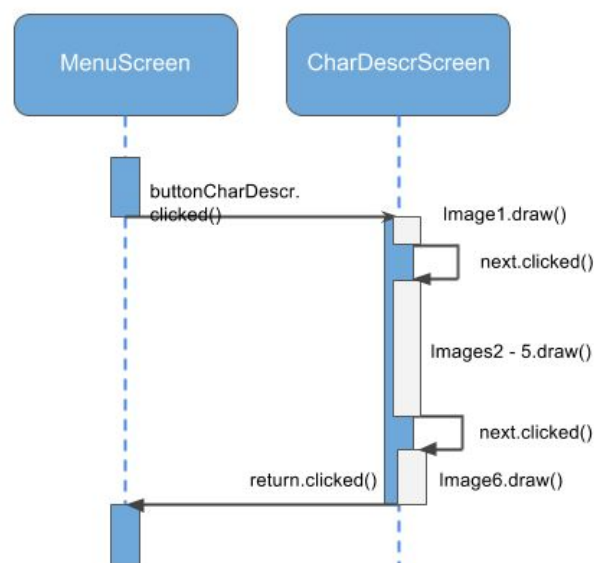 MenuScreen
CharDescrScreen
buttonCharDescr.
clicked()
Image1.draw()
next.clicked()
Images2 - 5.draw()
next.clicked()
return.clicked()
Image6.draw()